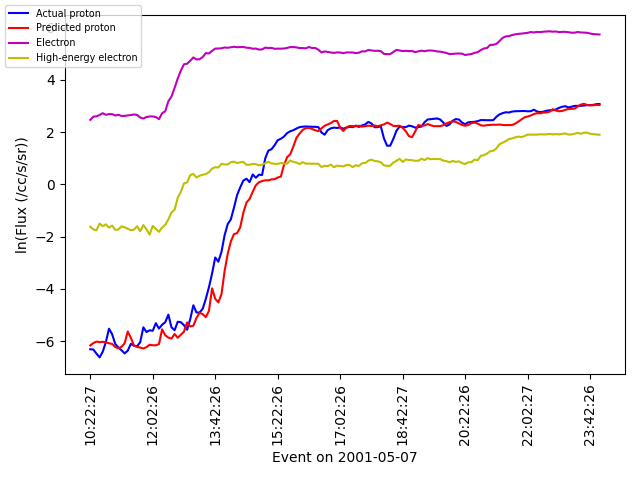 Actual proton
Predicted proton
Electron
High-energy electron
4
2
0
−2
−4
−6
ln(Flux (/cc/s/sr))
10:22:27
12:02:26
13:42:26
15:22:26
17:02:26
18:42:27
20:22:26
22:02:27
23:42:26
Event on 2001-05-07